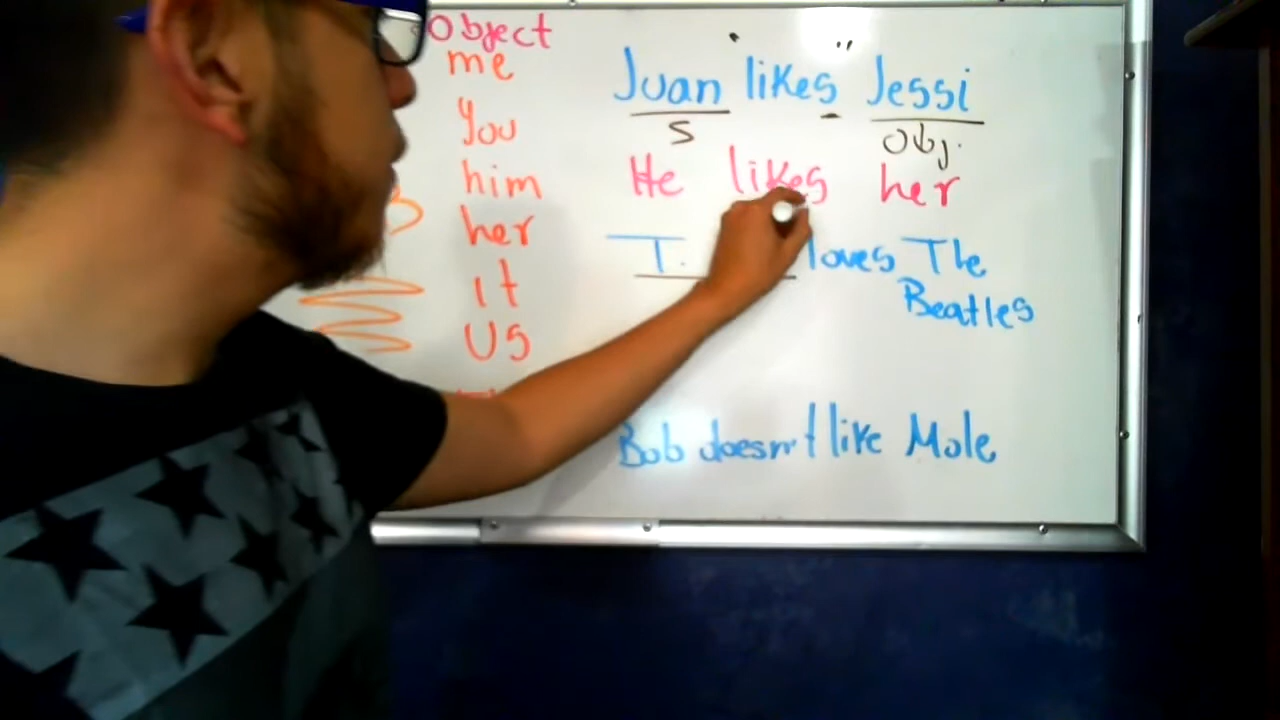 Object
me
you
him
her
it
us
Juan likes Jessi
S Obj.
He likes her
T. loves The
Beatles
Bob doesn't like Mole